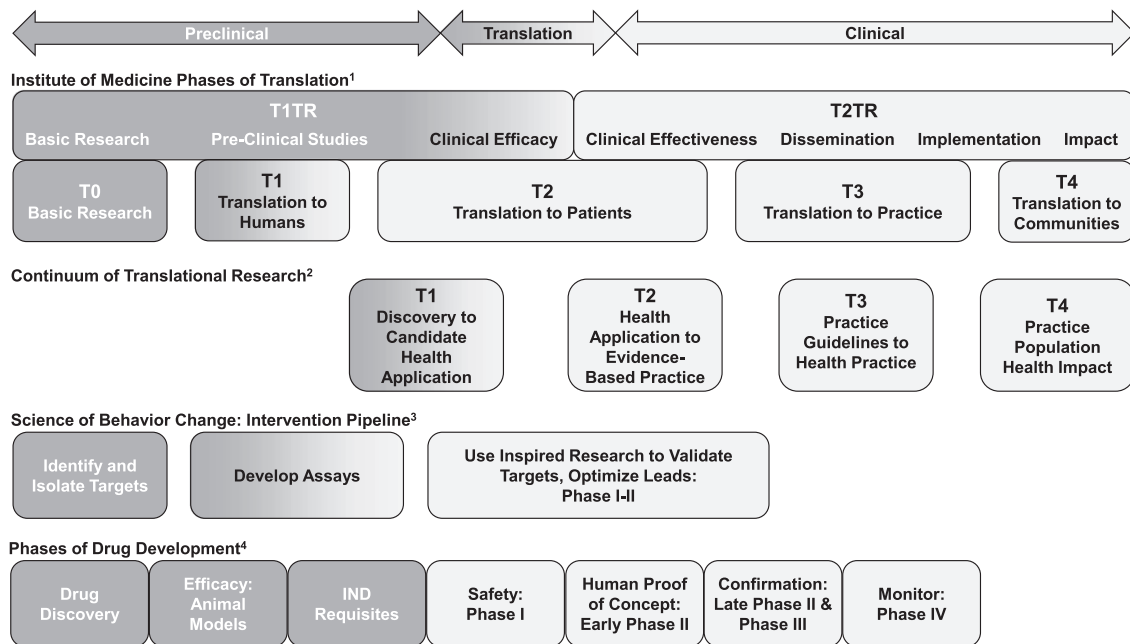 Preclinical
Translation
Clinical
Institute of Medicine Phases of Translation¹
T1TR
Basic Research
Pre-Clinical Studies
Clinical Efficacy
T2TR
Clinical Effectiveness
Dissemination
Implementation
Impact
T0
Basic Research
T1
Translation to
Humans
T2
Translation to Patients
T3
Translation to Practice
T4
Translation to
Communities
Continuum of Translational Research²
T1
Discovery to
Candidate
Health
Application
T2
Health
Application to
Evidence-
Based Practice
T3
Practice
Guidelines to
Health Practice
T4
Practice
Population
Health Impact
Science of Behavior Change: Intervention Pipeline³
Identify and
Isolate Targets
Develop Assays
Use Inspired Research to Validate
Targets, Optimize Leads:
Phase I-II
Phases of Drug Development⁴
Drug
Discovery
Efficacy:
Animal
Models
IND
Requisites
Safety:
Phase I
Human Proof
of Concept:
Early Phase II
Confirmation:
Late Phase II &
Phase III
Monitor:
Phase IV